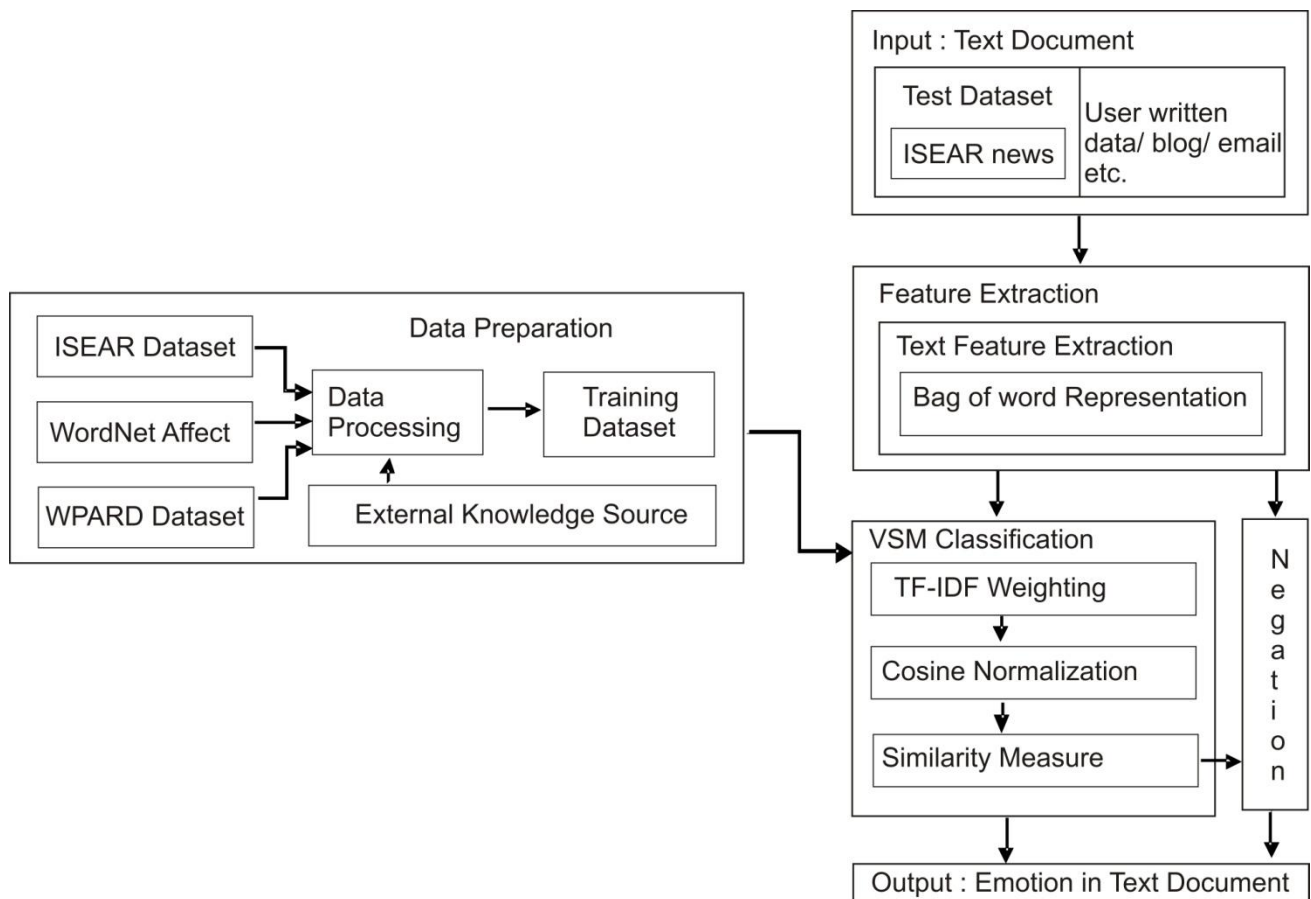 Input : Text Document
Test Dataset
ISEAR news
User written
data/ blog/ email
etc.
Feature Extraction
Text Feature Extraction
Bag of word Representation
Data Preparation
ISEAR Dataset
WordNet Affect
WPARD Dataset
Data
Processing
Training
Dataset
External Knowledge Source
VSM Classification
TF-IDF Weighting
Cosine Normalization
Similarity Measure
Negation
Output : Emotion in Text Document